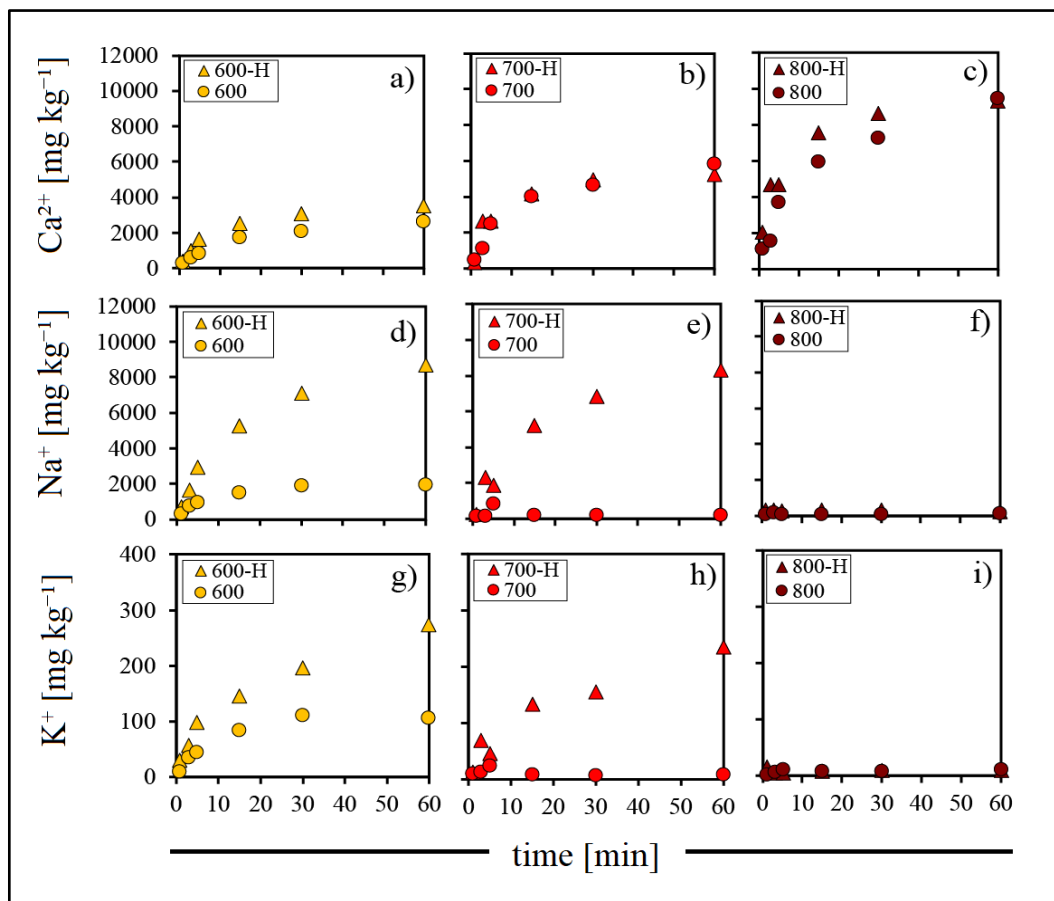 Ca²⁺ [mg kg⁻¹]
12000
10000
8000
6000
4000
2000
0
600-H
600
a)
700-H
700
b)
800-H
800
c)
Na⁺ [mg kg⁻¹]
12000
10000
8000
6000
4000
2000
0
600-H
600
d)
700-H
700
e)
800-H
800
f)
K⁺ [mg kg⁻¹]
400
300
200
100
0
600-H
600
g)
700-H
700
h)
800-H
800
i)
0 10 20 30 40 50 60
0 10 20 30 40 50 60
0 10 20 30 40 50 60
time [min]